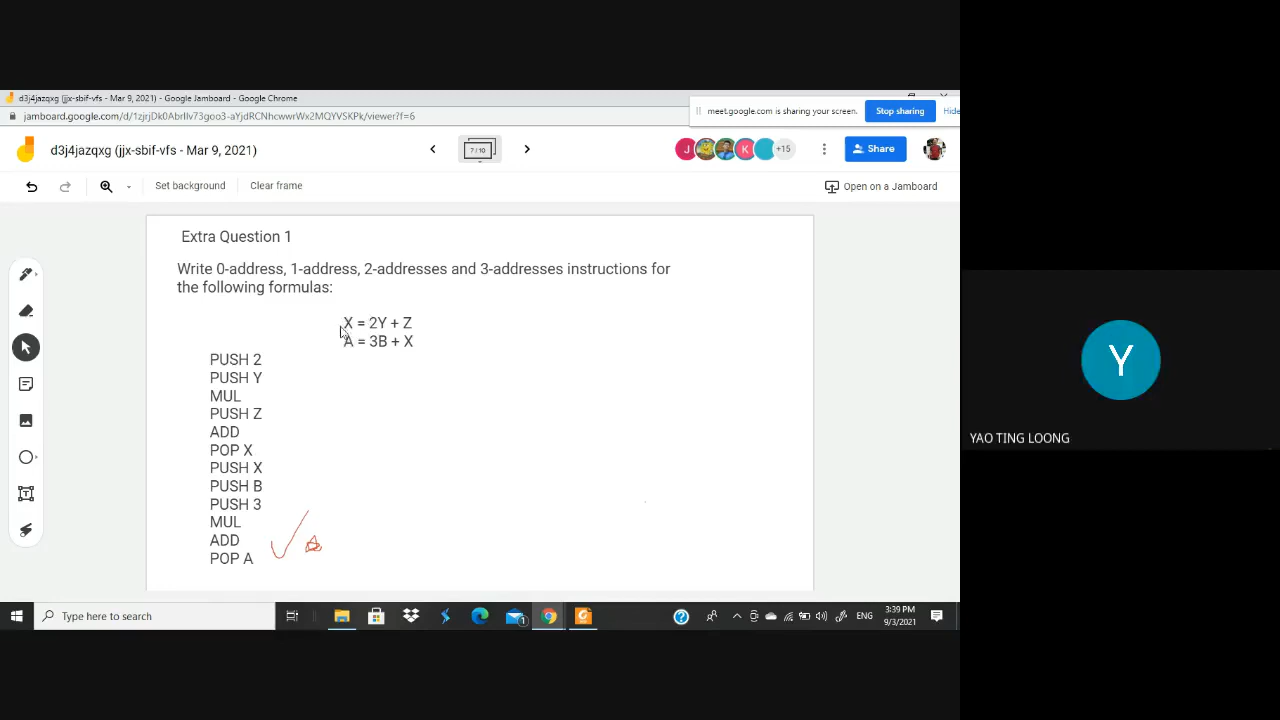 d3j4jazqxg (jjx-sbif-vfs - Mar 9, 2021) - Google Jamboard - Google Chrome
meet.google.com is sharing your screen.
Stop sharing
Hide
d3j4jazqxg (jjx-sbif-vfs - Mar 9, 2021)
7 / 10
J
K
+15
Share
Set background
Clear frame
Open on a Jamboard
Extra Question 1
Write 0-address, 1-address, 2-addresses and 3-addresses instructions for
the following formulas:
X = 2Y + Z
A = 3B + X
PUSH 2
PUSH Y
MUL
PUSH Z
ADD
POP X
PUSH X
PUSH B
PUSH 3
MUL
ADD
POP A
Y
YAO TING LOONG
Type here to search
1
ENG
3:39 PM
9/3/2021